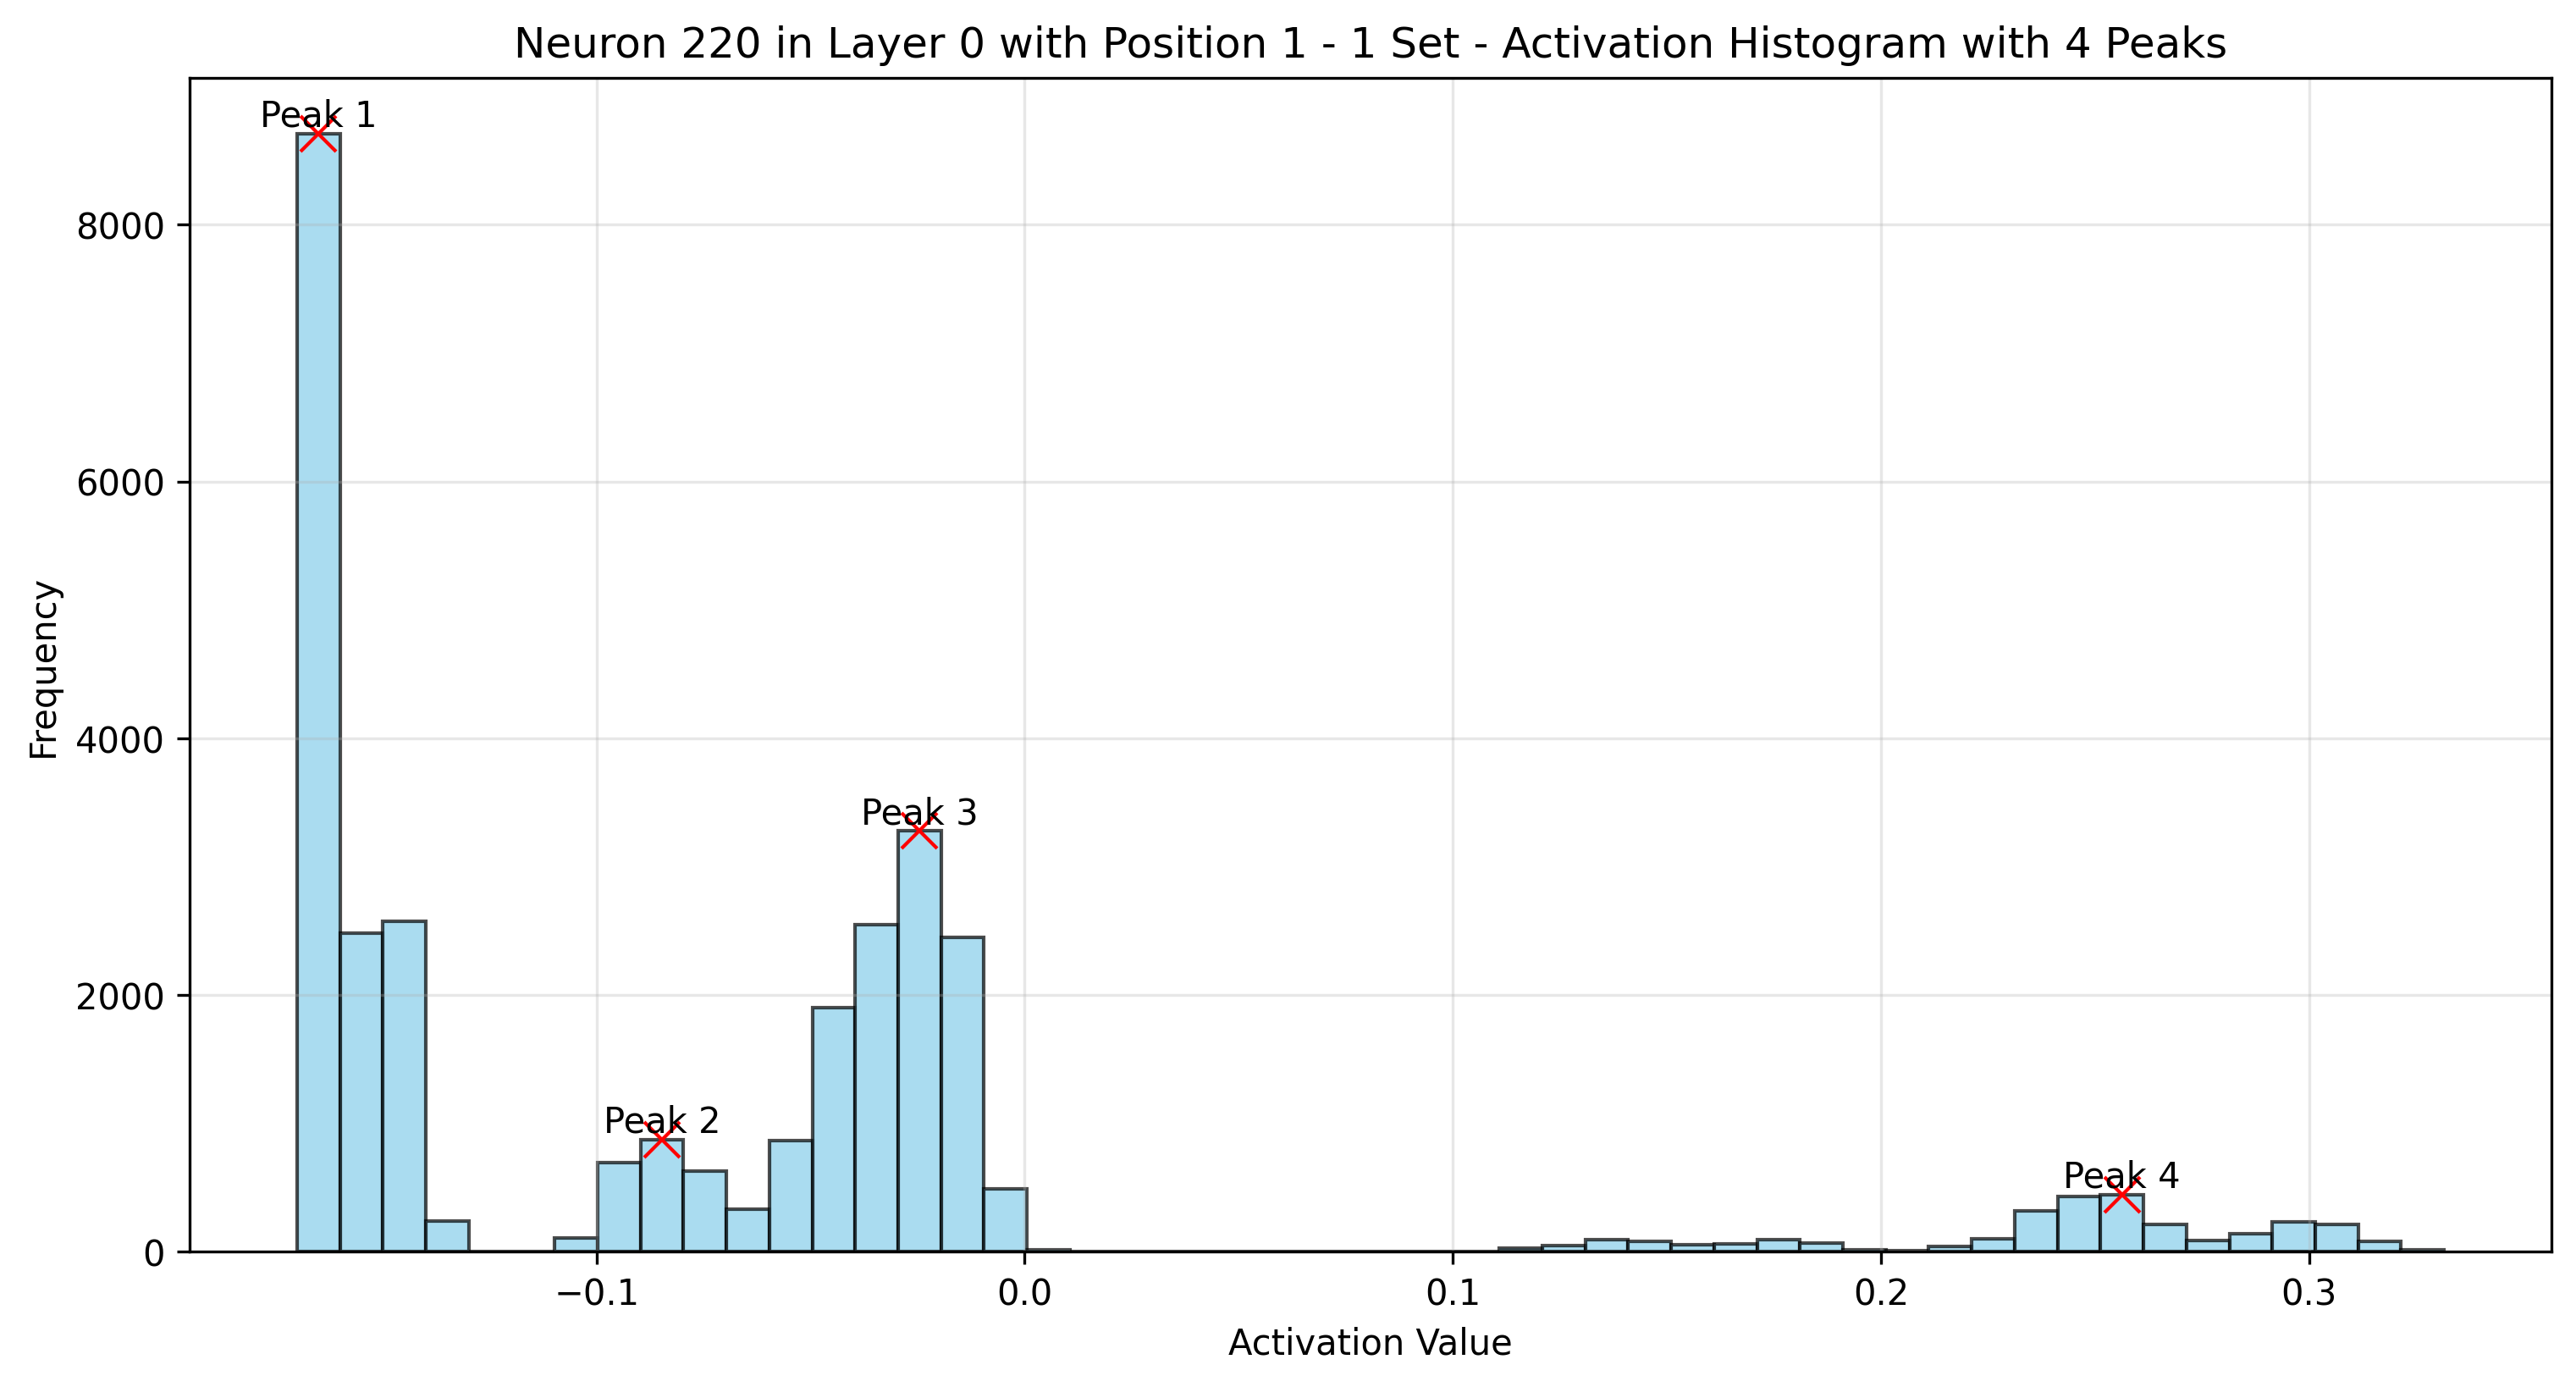 Neuron 220 in Layer 0 with Position 1 - 1 Set - Activation Histogram with 4 Peaks
Peak 1
8000
6000
Frequency
4000
Peak 3
2000
Peak 2
Peak 4
0
−0.1
0.0
0.1
0.2
0.3
Activation Value